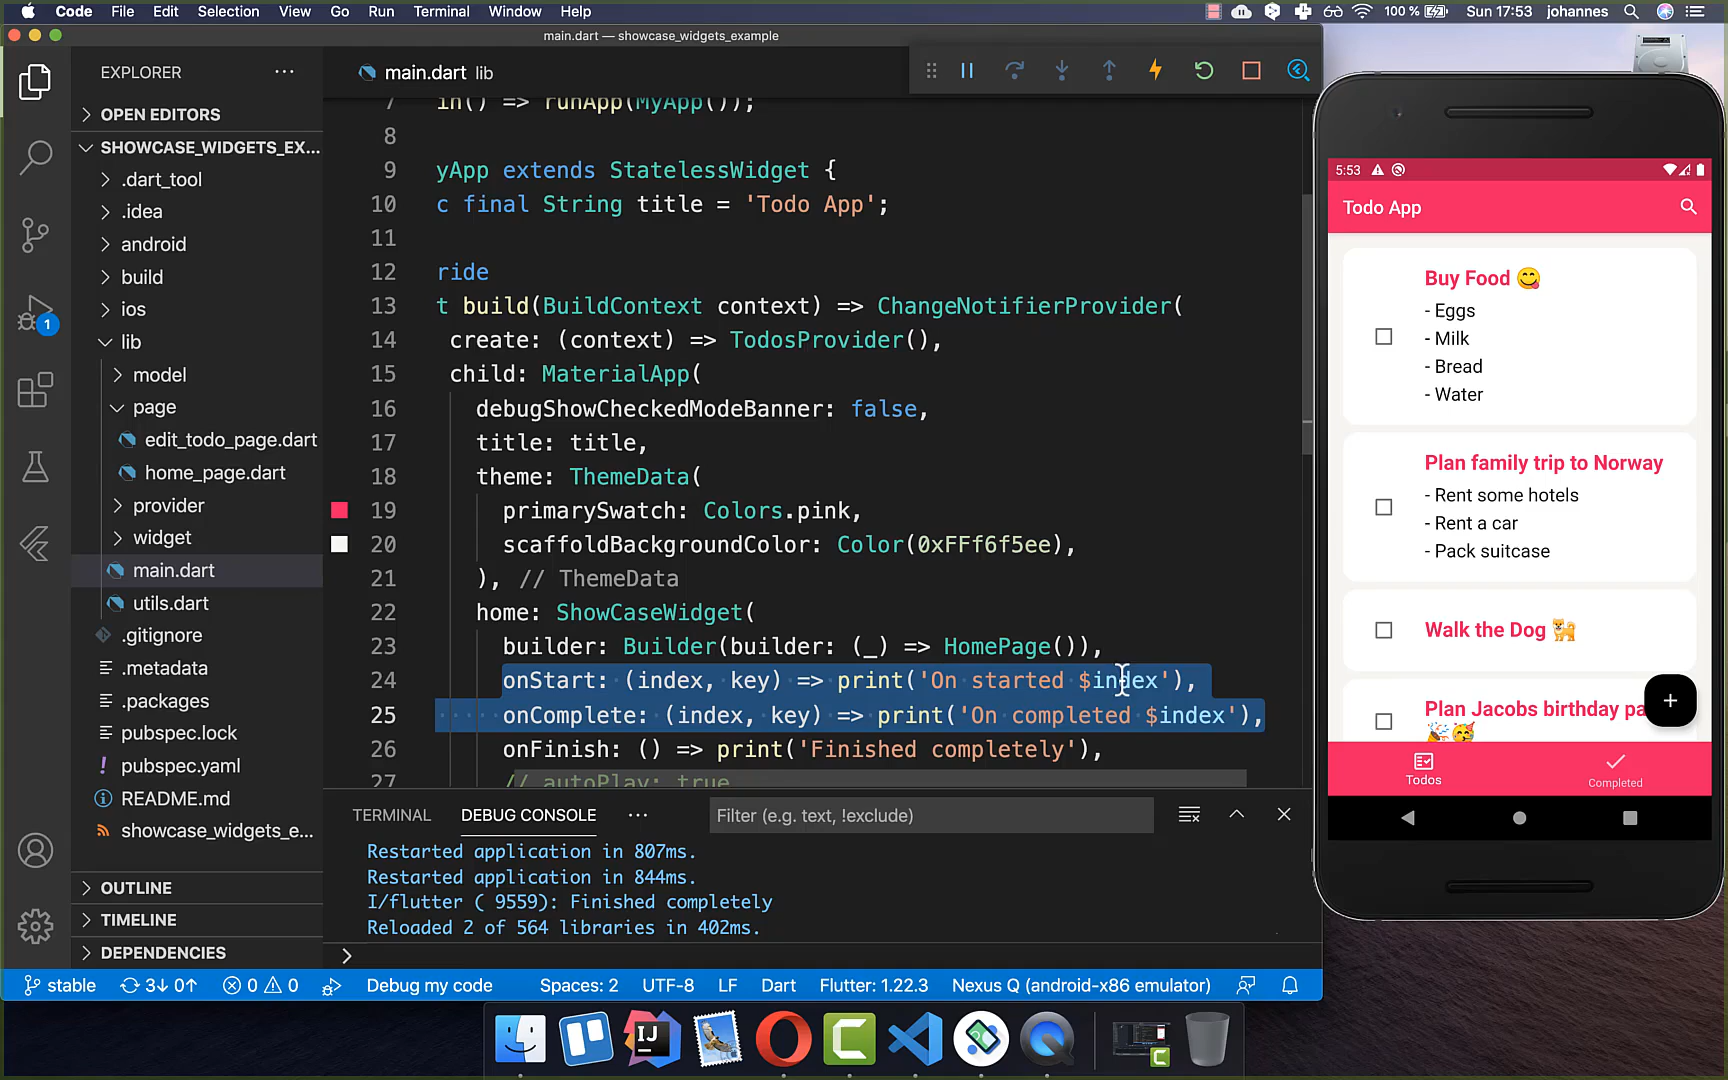 Code File Edit Selection View Go Run Terminal Window Help
100 % Sun 17:53 johannes
main.dart — showcase_widgets_example
EXPLORER
OPEN EDITORS
SHOWCASE_WIDGETS_EX...
.dart_tool
.idea
android
build
ios
1
lib
model
page
edit_todo_page.dart
home_page.dart
provider
widget
main.dart
utils.dart
.gitignore
.metadata
.packages
pubspec.lock
pubspec.yaml
README.md
showcase_widgets_e...
OUTLINE
TIMELINE
DEPENDENCIES
main.dart lib
7 in() => runApp(MyApp());
8
9 yApp extends StatelessWidget {
10 c final String title = 'Todo App';
11
12 ride
13 t build(BuildContext context) => ChangeNotifierProvider(
14 create: (context) => TodosProvider(),
15 child: MaterialApp(
16 debugShowCheckedModeBanner: false,
17 title: title,
18 theme: ThemeData(
19 primarySwatch: Colors.pink,
20 scaffoldBackgroundColor: Color(0xFFf6f5ee),
21 ), // ThemeData
22 home: ShowCaseWidget(
23 builder: Builder(builder: (_) => HomePage()),
24 onStart: (index, key) => print('On started $index'),
25 onComplete: (index, key) => print('On completed $index'),
26 onFinish: () => print('Finished completely'),
27 // autoPlay: true
TERMINAL DEBUG CONSOLE
Filter (e.g. text, !exclude)
Restarted application in 807ms.
Restarted application in 844ms.
I/flutter ( 9559): Finished completely
Reloaded 2 of 564 libraries in 402ms.
stable 3↓ 0↑ 0 0 Debug my code Spaces: 2 UTF-8 LF Dart Flutter: 1.22.3 Nexus Q (android-x86 emulator)
5:53
Todo App
Buy Food 😋
- Eggs
- Milk
- Bread
- Water
Plan family trip to Norway
- Rent some hotels
- Rent a car
- Pack suitcase
Walk the Dog 🐕
Plan Jacobs birthday pa
🎉🥳
+
Todos
Completed
IJ